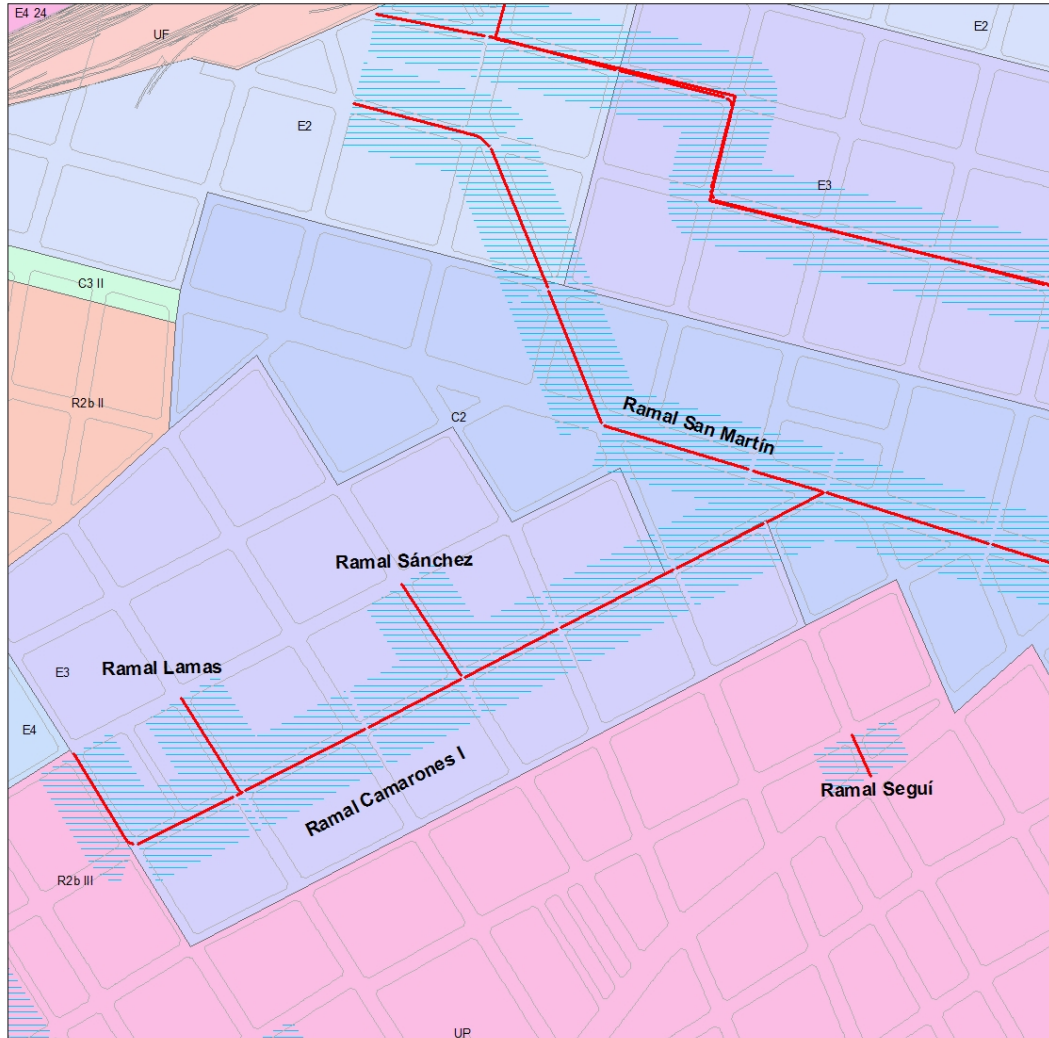 E4 24
UF
E2
E2
E3
C3 II
R2b II
C2
Ramal San Martín
Ramal Sánchez
Ramal Lamas
E3
E4
Ramal Camarones I
Ramal Seguí
R2b III
UP